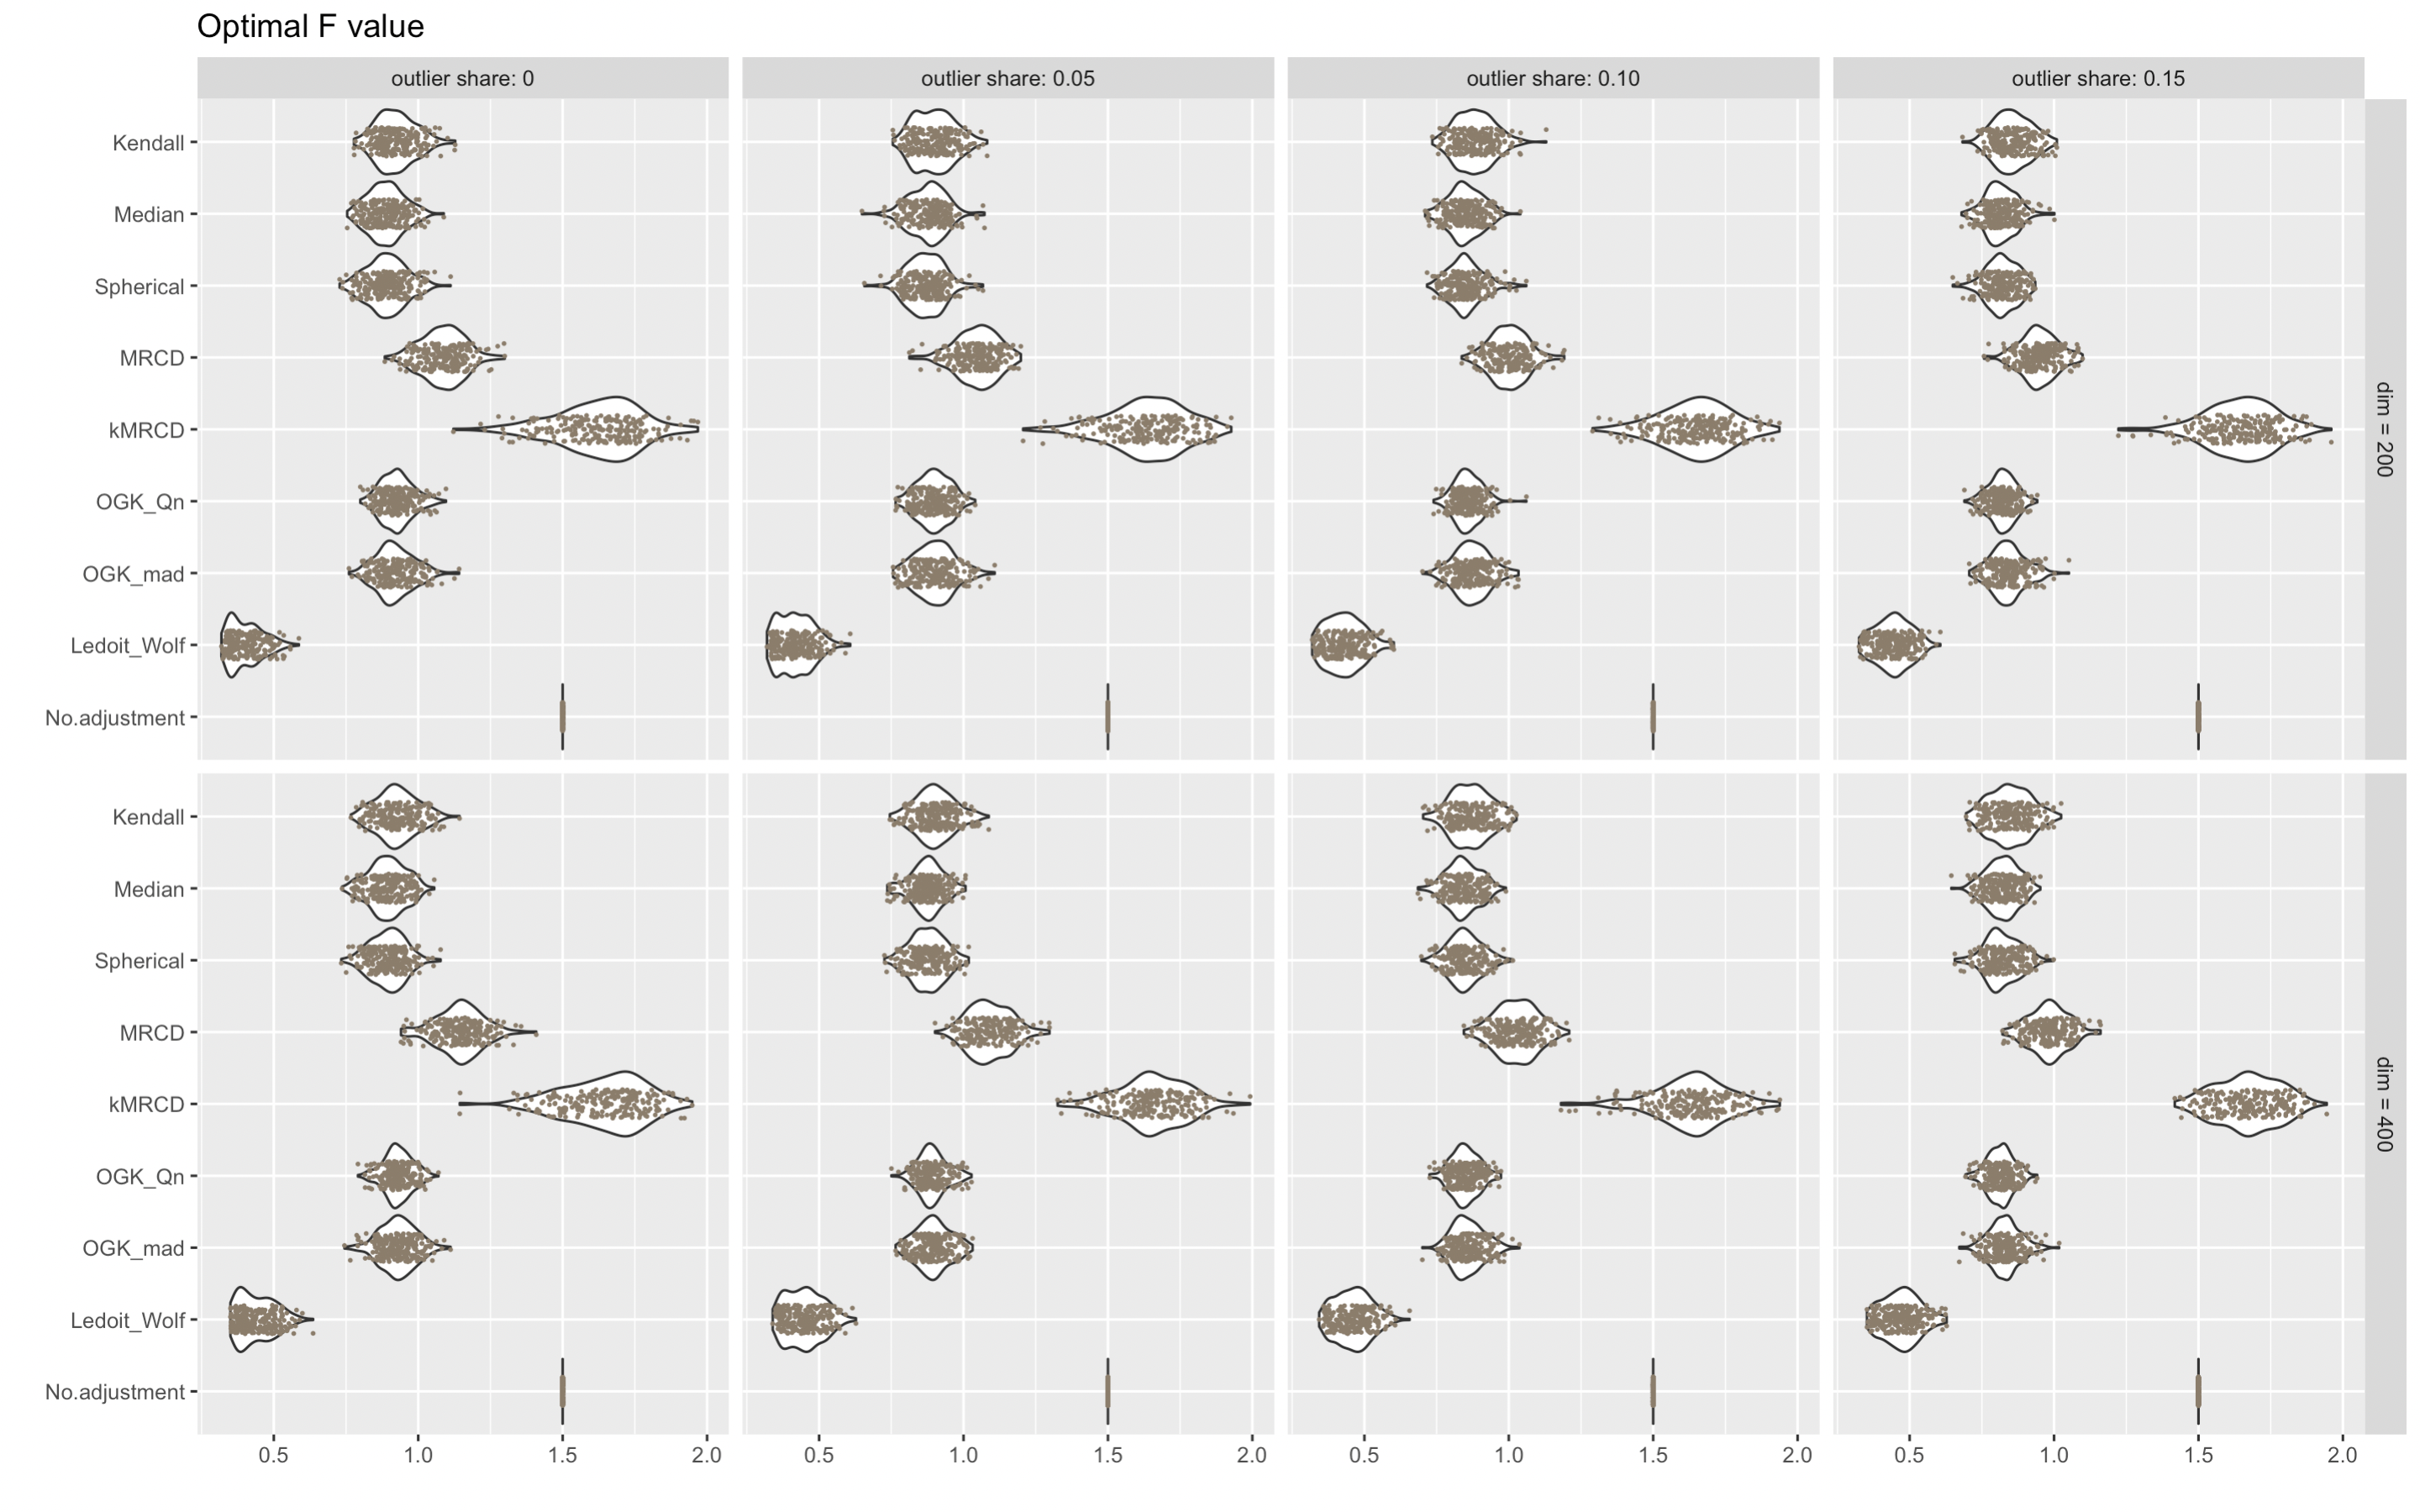 Optimal F value
outlier share: 0
outlier share: 0.05
outlier share: 0.10
outlier share: 0.15
Kendall
Median
Spherical
MRCD
kMRCD
OGK_Qn
OGK_mad
Ledoit_Wolf
No.adjustment
dim = 200
Kendall
Median
Spherical
MRCD
kMRCD
OGK_Qn
OGK_mad
Ledoit_Wolf
No.adjustment
dim = 400
0.5 1.0 1.5 2.0
0.5 1.0 1.5 2.0
0.5 1.0 1.5 2.0
0.5 1.0 1.5 2.0